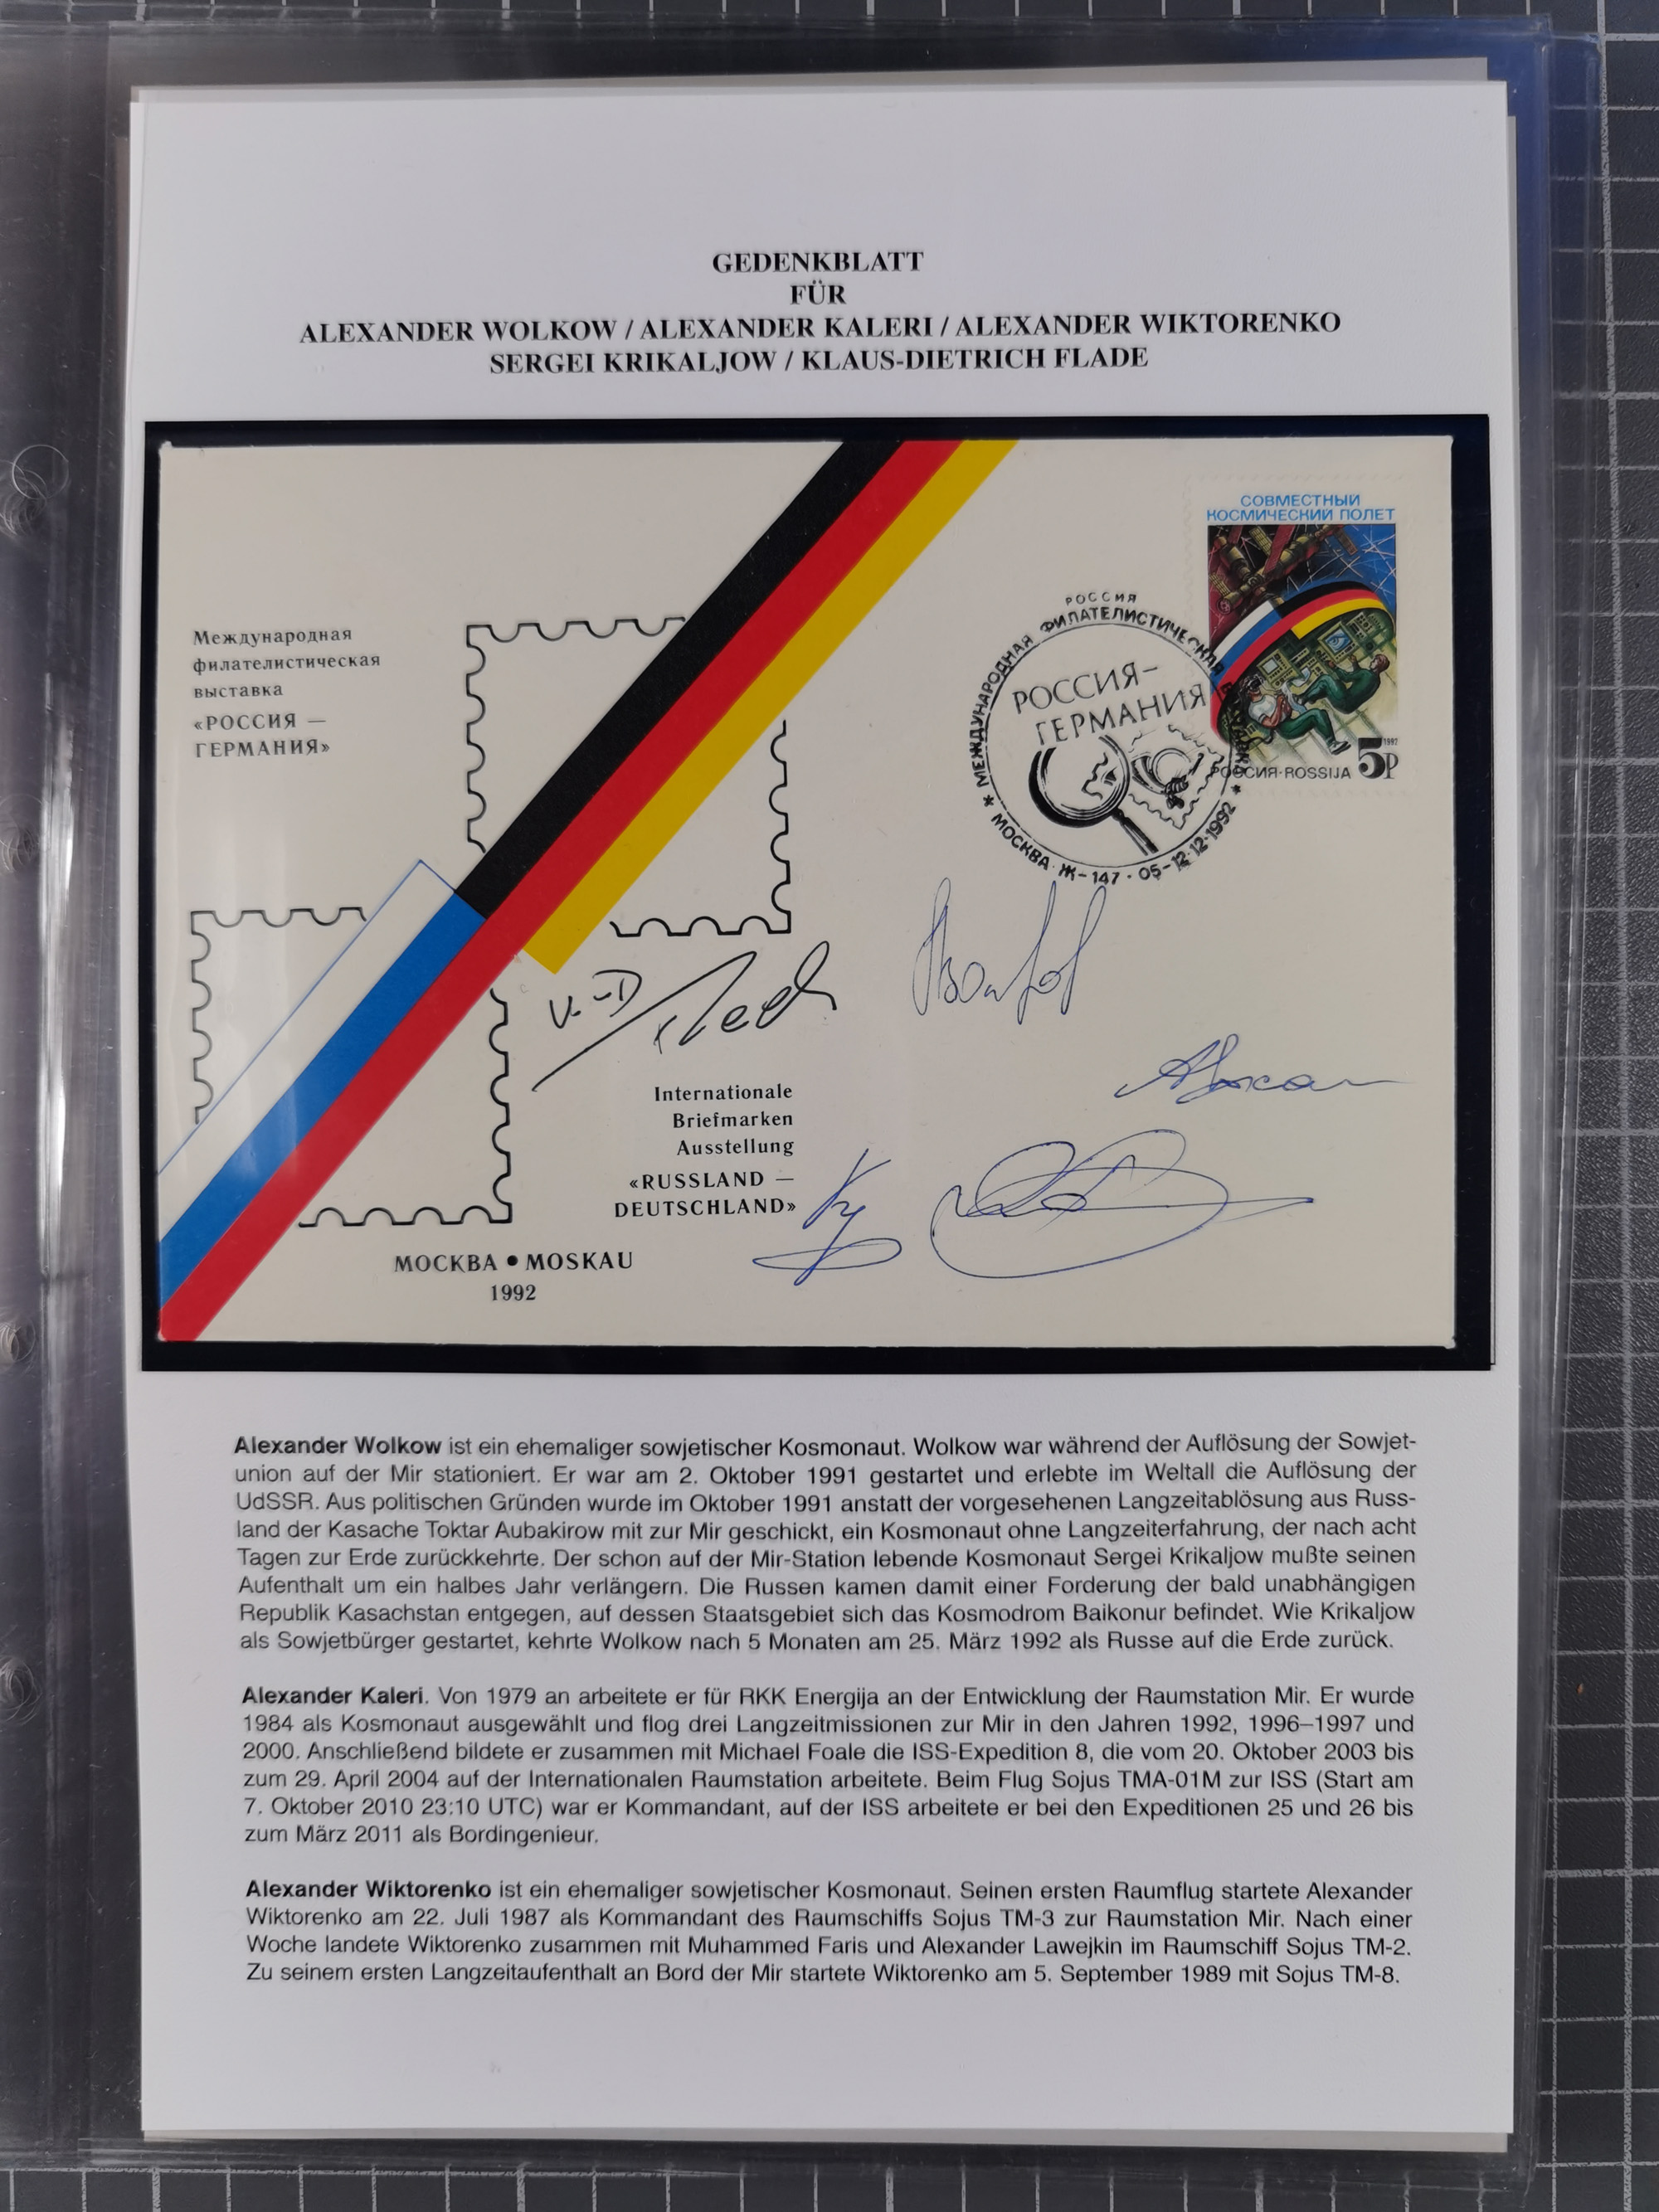 GEDENKBLATT
FÜR
ALEXANDER WOLKOW / ALEXANDER KALERI / ALEXANDER WIKTORENKO
SERGEI KRIKALJOW / KLAUS-DIETRICH FLADE
СОВМЕСТНЫЙ
КОСМИЧЕСКИЙ ПОЛЕТ
1992
5Р
РОССИЯ·ROSSIJA
РОССИЯ
* МЕЖДУНАРОДНАЯ ФИЛАТЕЛИСТИЧЕСКАЯ ВЫСТАВКА *
РОССИЯ–
ГЕРМАНИЯ
МОСКВА · Ж–147 · 05–12·12·1992
Международная
филателистическая
выставка
«РОССИЯ —
ГЕРМАНИЯ»
K.-D
Internationale
Briefmarken
Ausstellung
«RUSSLAND —
DEUTSCHLAND»
МОСКВА • MOSKAU
1992
Alexander Wolkow ist ein ehemaliger sowjetischer Kosmonaut. Wolkow war während der Auflösung der Sowjet-
union auf der Mir stationiert. Er war am 2. Oktober 1991 gestartet und erlebte im Weltall die Auflösung der
UdSSR. Aus politischen Gründen wurde im Oktober 1991 anstatt der vorgesehenen Langzeitablösung aus Russ-
land der Kasache Toktar Aubakirow mit zur Mir geschickt, ein Kosmonaut ohne Langzeiterfahrung, der nach acht
Tagen zur Erde zurückkehrte. Der schon auf der Mir-Station lebende Kosmonaut Sergei Krikaljow mußte seinen
Aufenthalt um ein halbes Jahr verlängern. Die Russen kamen damit einer Forderung der bald unabhängigen
Republik Kasachstan entgegen, auf dessen Staatsgebiet sich das Kosmodrom Baikonur befindet. Wie Krikaljow
als Sowjetbürger gestartet, kehrte Wolkow nach 5 Monaten am 25. März 1992 als Russe auf die Erde zurück.
Alexander Kaleri. Von 1979 an arbeitete er für RKK Energija an der Entwicklung der Raumstation Mir. Er wurde
1984 als Kosmonaut ausgewählt und flog drei Langzeitmissionen zur Mir in den Jahren 1992, 1996–1997 und
2000. Anschließend bildete er zusammen mit Michael Foale die ISS-Expedition 8, die vom 20. Oktober 2003 bis
zum 29. April 2004 auf der Internationalen Raumstation arbeitete. Beim Flug Sojus TMA-01M zur ISS (Start am
7. Oktober 2010 23:10 UTC) war er Kommandant, auf der ISS arbeitete er bei den Expeditionen 25 und 26 bis
zum März 2011 als Bordingenieur.
Alexander Wiktorenko ist ein ehemaliger sowjetischer Kosmonaut. Seinen ersten Raumflug startete Alexander
Wiktorenko am 22. Juli 1987 als Kommandant des Raumschiffs Sojus TM-3 zur Raumstation Mir. Nach einer
Woche landete Wiktorenko zusammen mit Muhammed Faris und Alexander Lawejkin im Raumschiff Sojus TM-2.
Zu seinem ersten Langzeitaufenthalt an Bord der Mir startete Wiktorenko am 5. September 1989 mit Sojus TM-8.